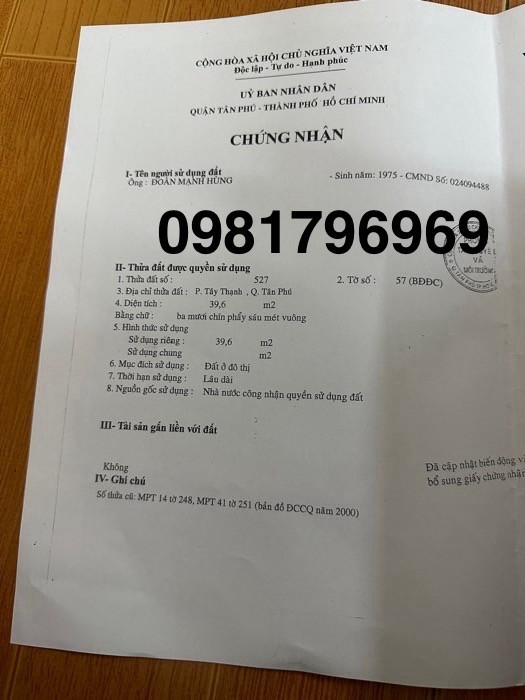 CỘNG HÒA XÃ HỘI CHỦ NGHĨA VIỆT NAM
Độc lập - Tự do - Hạnh phúc
UỶ BAN NHÂN DÂN
QUẬN TÂN PHÚ - THÀNH PHỐ HỒ CHÍ MINH
CHỨNG NHẬN
I- Tên người sử dụng đất
Ông : ĐOÀN MẠNH HÙNG - Sinh năm: 1975 - CMND Số: 024094488
0981796969
VÀ
MÔI TRƯỜNG
II- Thửa đất được quyền sử dụng
1. Thửa đất số : 527 2. Tờ số : 57 (BĐĐC)
3. Địa chỉ thửa đất : P. Tây Thạnh , Q. Tân Phú
4. Diện tích : 39,6 m2
Bằng chữ : ba mươi chín phẩy sáu mét vuông
5. Hình thức sử dụng
Sử dụng riêng : 39,6 m2
Sử dụng chung m2
6. Mục đích sử dụng : Đất ở đô thị
7. Thời hạn sử dụng : Lâu dài
8. Nguồn gốc sử dụng : Nhà nước công nhận quyền sử dụng đất
III- Tài sản gắn liền với đất
Không
IV- Ghi chú
Số thửa cũ: MPT 14 tờ 248, MPT 41 tờ 251 (bản đồ ĐCCQ năm 2000)
Đã cập nhật biến động
bổ sung giấy chứng nhận